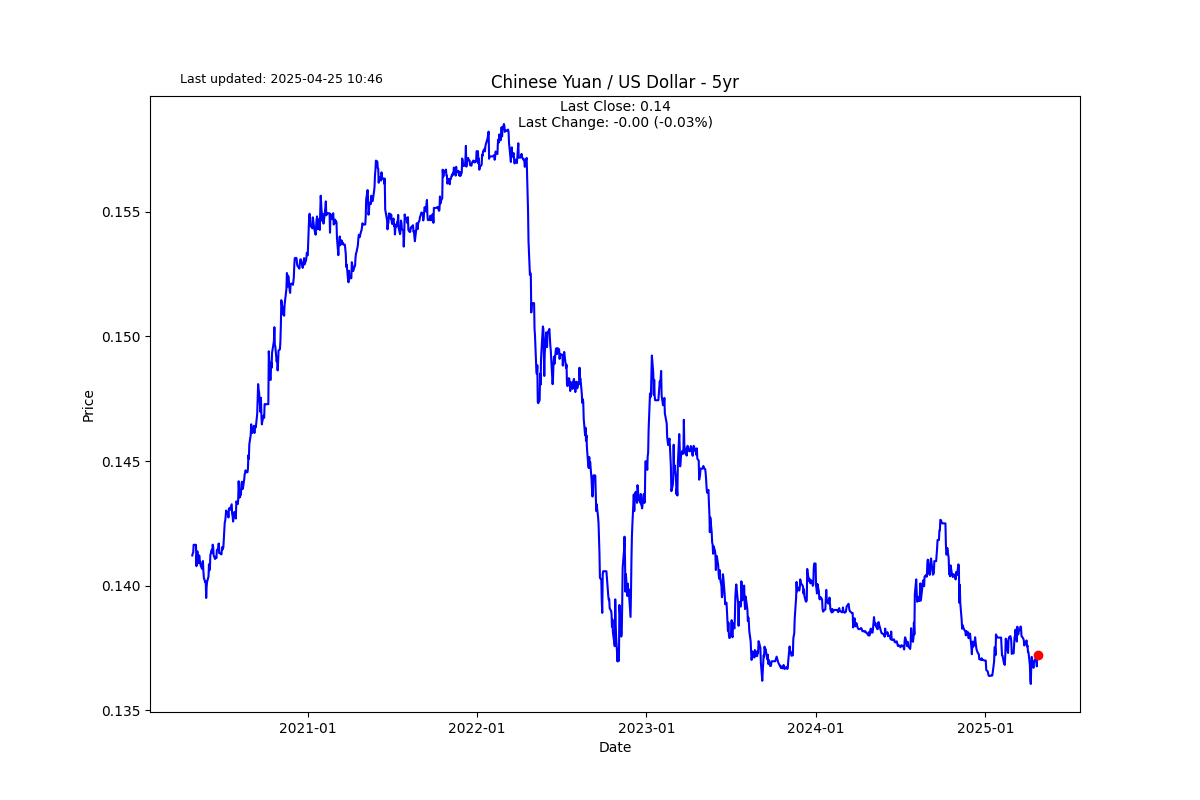 Last updated: 2025-04-25 10:46
Chinese Yuan / US Dollar - 5yr
Last Close: 0.14
Last Change: -0.00 (-0.03%)
Price
0.155
0.150
0.145
0.140
0.135
2021-01
2022-01
2023-01
2024-01
2025-01
Date